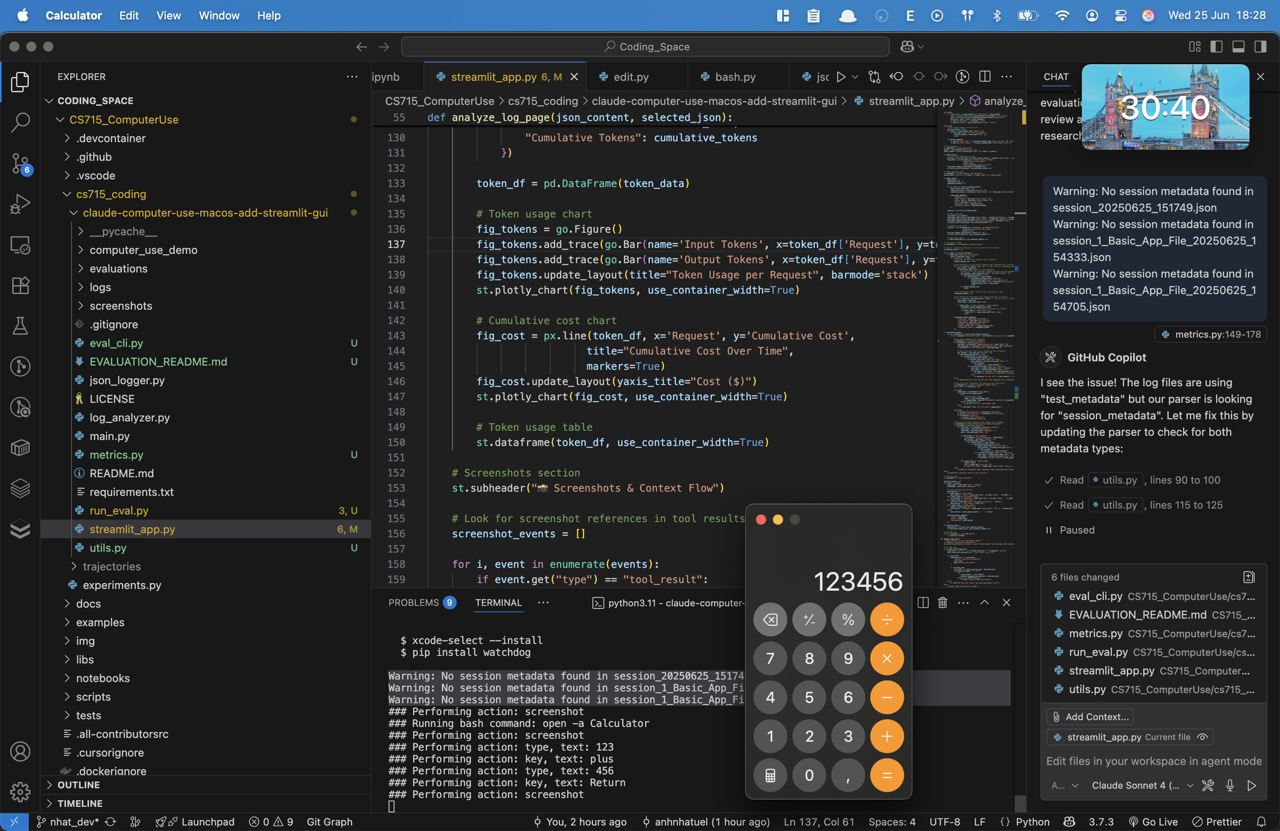 Calculator Edit View Window Help
E Wed 25 Jun 18:28
Coding_Space
EXPLORER
CODING_SPACE
CS715_ComputerUse
.devcontainer
.github
.vscode
cs715_coding
claude-computer-use-macos-add-streamlit-gui
__pycache__
computer_use_demo
evaluations
logs
screenshots
.gitignore
eval_cli.py U
EVALUATION_README.md U
json_logger.py
LICENSE
log_analyzer.py
main.py
metrics.py U
README.md
requirements.txt
run_eval.py 3, U
streamlit_app.py 6, M
utils.py U
trajectories
experiments.py
docs
examples
img
libs
notebooks
scripts
tests
.all-contributorsrc
.cursorignore
.dockerignore
OUTLINE
TIMELINE
6
ipynb streamlit_app.py 6, M edit.py bash.py jsc
CS715_ComputerUse > cs715_coding > claude-computer-use-macos-add-streamlit-gui > streamlit_app.py > analyze_
55 def analyze_log_page(json_content, selected_json):
130 "Cumulative Tokens": cumulative_tokens
131 })
132
133 token_df = pd.DataFrame(token_data)
134
135 # Token usage chart
136 fig_tokens = go.Figure()
137 fig_tokens.add_trace(go.Bar(name='Input Tokens', x=token_df['Request'], y=to
138 fig_tokens.add_trace(go.Bar(name='Output Tokens', x=token_df['Request'], y=t
139 fig_tokens.update_layout(title="Token Usage per Request", barmode='stack')
140 st.plotly_chart(fig_tokens, use_container_width=True)
141
142 # Cumulative cost chart
143 fig_cost = px.line(token_df, x='Request', y='Cumulative Cost',
144 title="Cumulative Cost Over Time",
145 markers=True)
146 fig_cost.update_layout(yaxis_title="Cost ($)")
147 st.plotly_chart(fig_cost, use_container_width=True)
148
149 # Token usage table
150 st.dataframe(token_df, use_container_width=True)
151
152 # Screenshots section
153 st.subheader("📸 Screenshots & Context Flow")
154
155 # Look for screenshot references in tool results
156 screenshot_events = []
157
158 for i, event in enumerate(events):
159 if event.get("type") == "tool_result":
PROBLEMS 9 TERMINAL ... python3.11 - claude-computer-
$ xcode-select --install
$ pip install watchdog
Warning: No session metadata found in session_20250625_15174
Warning: No session metadata found in session_1_Basic_App_Fi
Warning: No session metadata found in session_1_Basic_App_Fi
### Performing action: screenshot
### Running bash command: open -a Calculator
### Performing action: screenshot
### Performing action: type, text: 123
### Performing action: key, text: plus
### Performing action: type, text: 456
### Performing action: key, text: Return
### Performing action: screenshot
123456
+⁄- % ÷
7 8 9 ×
4 5 6 −
1 2 3 +
0 , =
CHAT
30:40
evaluatio
review a
research
Warning: No session metadata found in
session_20250625_151749.json
Warning: No session metadata found in
session_1_Basic_App_File_20250625_1
54333.json
Warning: No session metadata found in
session_1_Basic_App_File_20250625_1
54705.json
metrics.py:149-178
GitHub Copilot
I see the issue! The log files are using
"test_metadata" but our parser is looking
for "session_metadata". Let me fix this by
updating the parser to check for both
metadata types:
Read utils.py , lines 90 to 100
Read utils.py , lines 115 to 125
Paused
6 files changed
eval_cli.py CS715_ComputerUse/cs7...
EVALUATION_README.md CS715_...
metrics.py CS715_ComputerUse/cs7...
run_eval.py CS715_ComputerUse/cs...
streamlit_app.py CS715_Computer...
utils.py CS715_ComputerUse/cs715_...
Add Context...
streamlit_app.py Current file
Edit files in your workspace in agent mode
A... Claude Sonnet 4 (...
nhat_dev* Launchpad 0 9 Git Graph You, 2 hours ago anhnhatuel (1 hour ago) Ln 137, Col 61 Spaces: 4 UTF-8 LF Python 3.7.3 Go Live Prettier